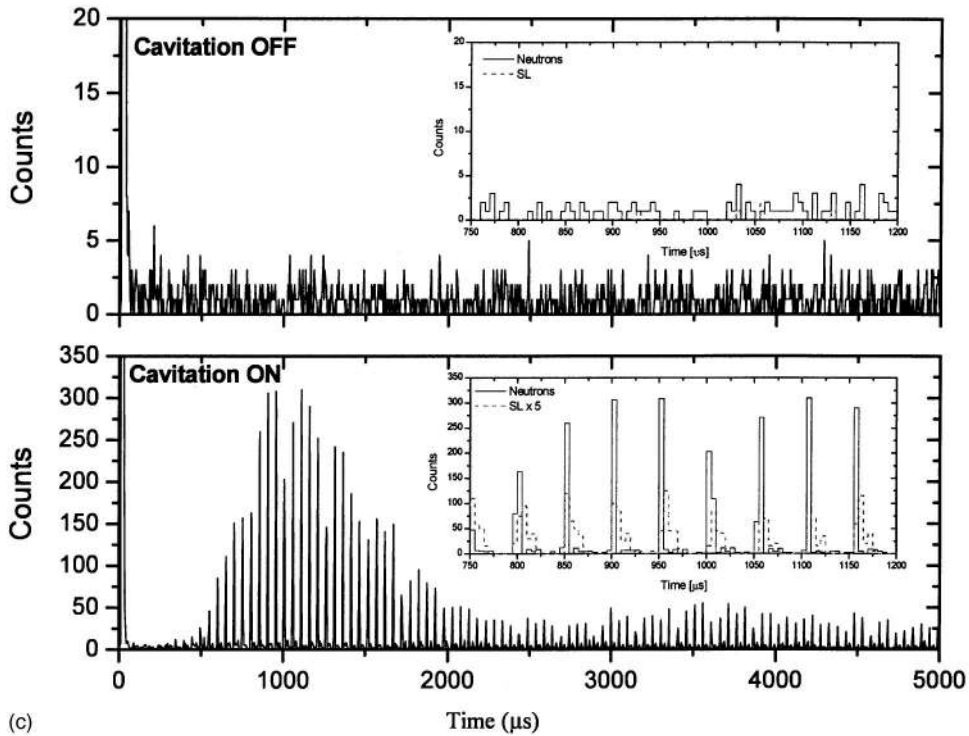 Cavitation OFF
Counts
20
15
10
5
0
Neutrons
SL
Counts
20
15
10
5
0
750 800 850 900 950 1000 1050 1100 1150 1200
Time [υs]
Cavitation ON
Counts
350
300
250
200
150
100
50
0
Neutrons
SL x 5
Counts
350
300
250
200
150
100
50
0
750 800 850 900 950 1000 1050 1100 1150 1200
Time [μs]
0 1000 2000 3000 4000 5000
(c)
Time (μs)